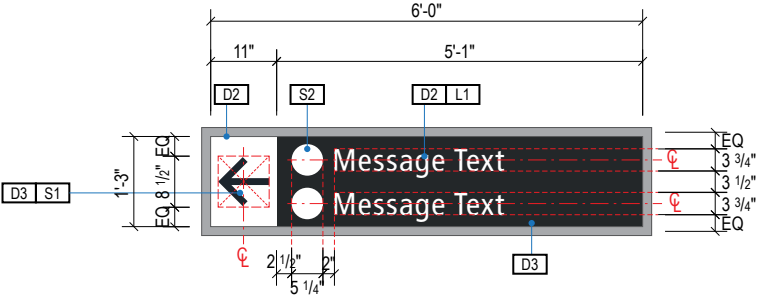 6'-0"
11" 5'-1"
D2 S2 D2 L1
EQ
EQ
Message Text
℄
3 3/4"
1'-3"
8 1/2"
3 1/2"
D3 S1
Message Text
℄
3 3/4"
EQ
EQ
℄
2 1/2" 2"
D3
5 1/4"